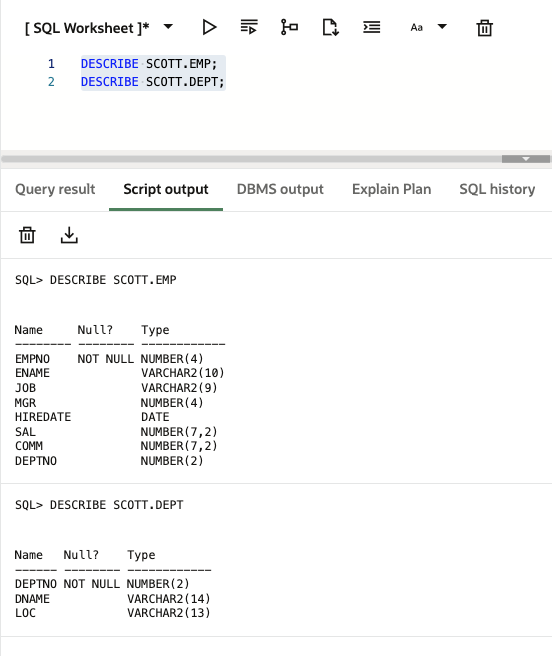 [ SQL Worksheet ]*
Aa
1 DESCRIBE SCOTT.EMP;
2 DESCRIBE SCOTT.DEPT;
Query result Script output DBMS output Explain Plan SQL history
SQL> DESCRIBE SCOTT.EMP
Name Null? Type
-------- -------- ------------
EMPNO NOT NULL NUMBER(4)
ENAME VARCHAR2(10)
JOB VARCHAR2(9)
MGR NUMBER(4)
HIREDATE DATE
SAL NUMBER(7,2)
COMM NUMBER(7,2)
DEPTNO NUMBER(2)
SQL> DESCRIBE SCOTT.DEPT
Name Null? Type
------ -------- ------------
DEPTNO NOT NULL NUMBER(2)
DNAME VARCHAR2(14)
LOC VARCHAR2(13)